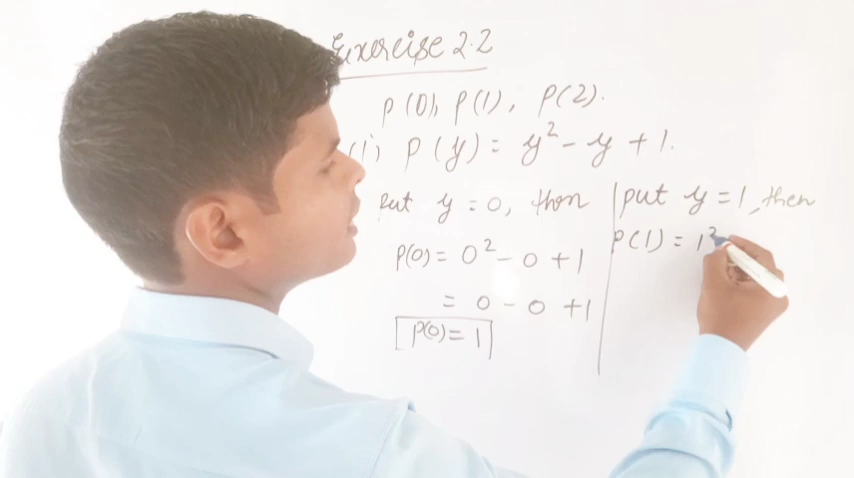 Exercise 2.2
P(0), P(1), P(2).
(i) P(y) = y² - y + 1.
Put y = 0, then
P(0) = 0² - 0 + 1
= 0 - 0 + 1
P(0) = 1
put y = 1, then
P(1) = 1²